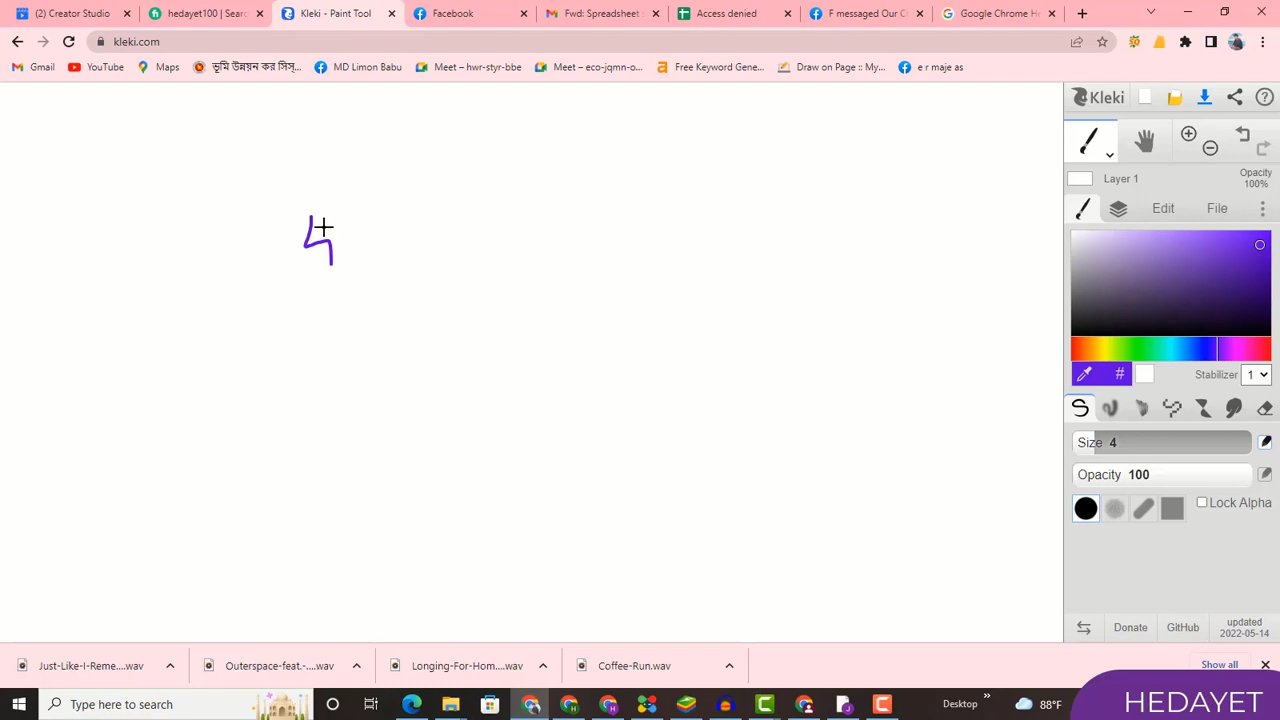 (2) Creator Studio hedayet100 | Searc Kleki - Paint Tool Facebook Fwd: Spreadsheet Access denied F messaged Our C Google Chrome He
kleki.com
Gmail YouTube Maps ভূমি উন্নয়ন কর সিস্... MD Limon Babu Meet – hwr-styr-bbe Meet – eco-jqmn-o... Free Keyword Gene... Draw on Page :: My... e r maje as
Kleki
Layer 1 Opacity 100%
Edit File
4
# Stabilizer 1
Size 4
Opacity 100
Lock Alpha
Donate GitHub updated 2022-05-14
Just-Like-I-Reme....wav Outerspace-feat.-....wav Longing-For-Hom....wav Coffee-Run.wav Show all
Type here to search Desktop 88°F
HEDAYET